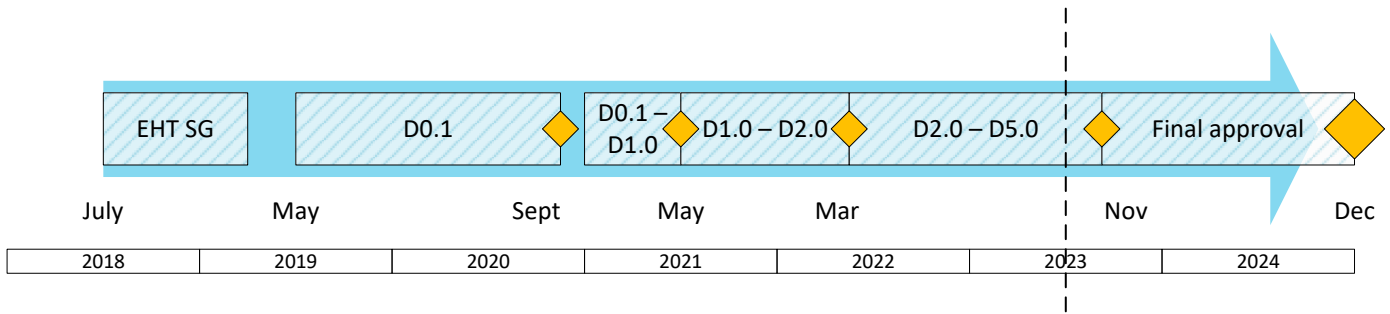 EHT SG
D0.1
D0.1 –
D1.0
D1.0 – D2.0
D2.0 – D5.0
Final approval
July
May
Sept
May
Mar
Nov
Dec
2018
2019
2020
2021
2022
2023
2024